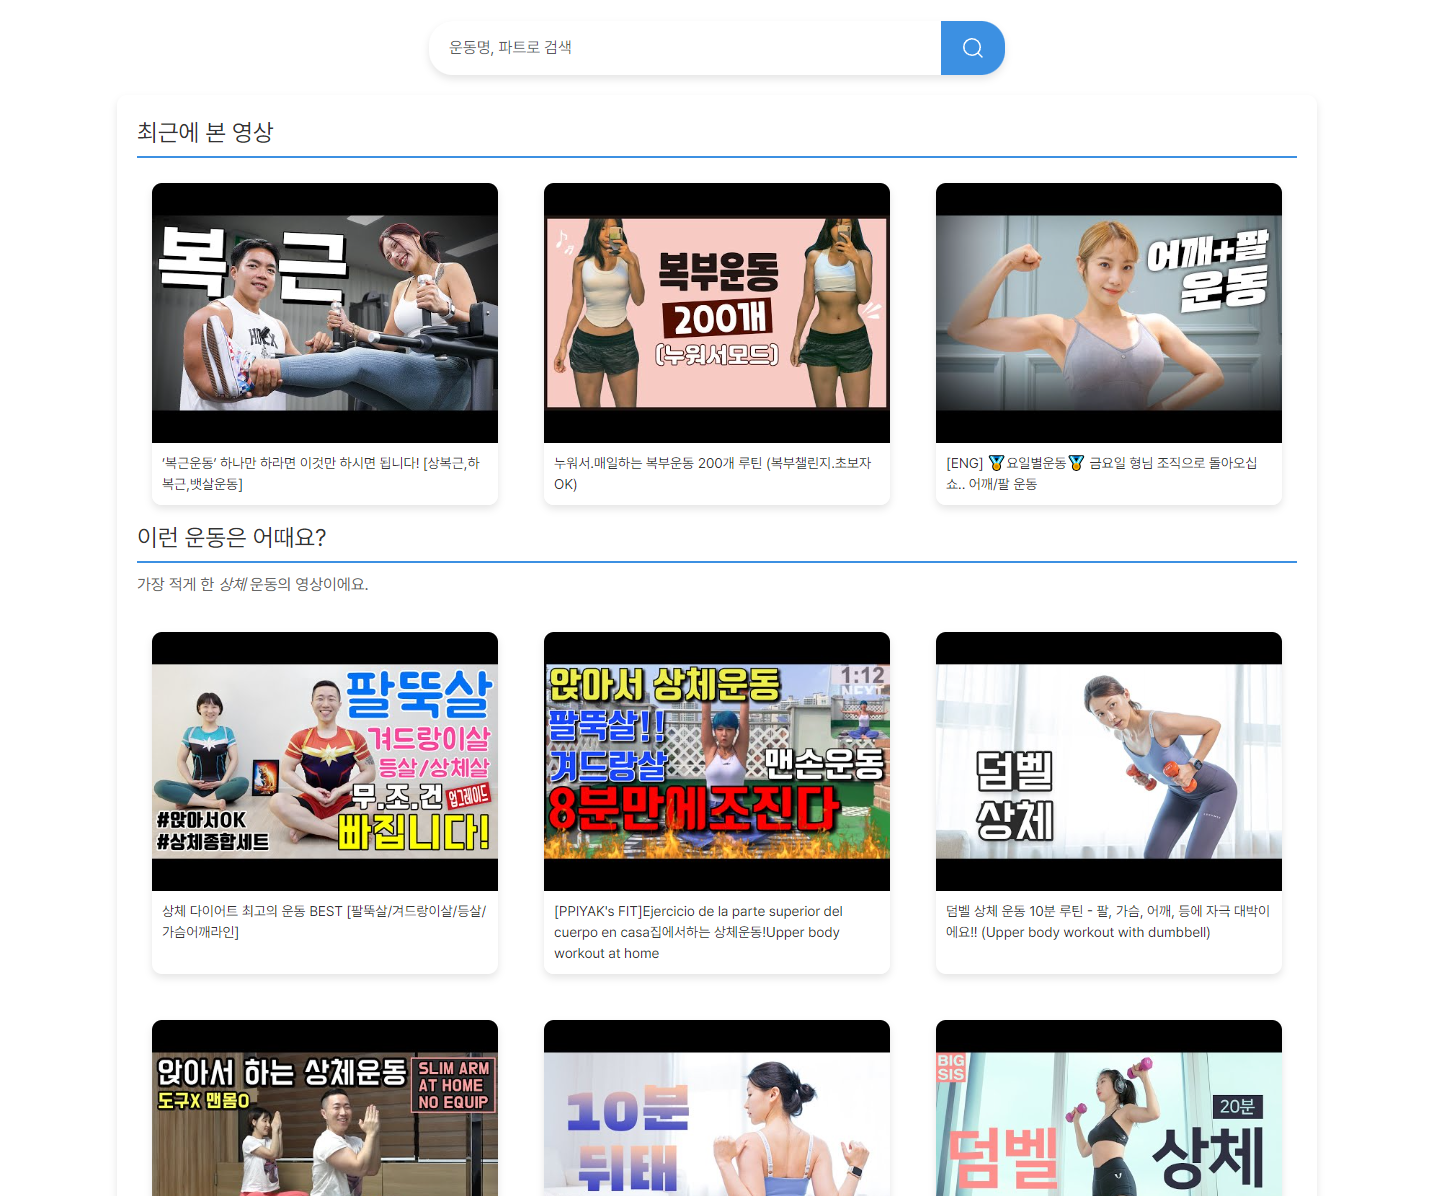 운동명, 파트로 검색
최근에 본 영상
복근
복부운동
200개
(누워서모드)
어깨+팔
운동
‘복근운동’ 하나만 하라면 이것만 하시면 됩니다! [상복근,하
복근,뱃살운동]
누워서.매일하는 복부운동 200개 루틴 (복부챌린지.초보자
OK)
[ENG] 🏅요일별운동🏅 금요일 형님 조직으로 돌아오십
쇼.. 어깨/팔 운동
이런 운동은 어때요?
가장 적게 한 상체 운동의 영상이에요.
팔뚝살
겨드랑이살
등살/상체살
무.조.건 업그레이드
빠집니다!
#앉아서OK
#상체종합세트
앉아서 상체운동
1:12
NEXT
팔뚝살!!
겨드랑살
맨손운동
8분만에조진다
덤벨
상체
상체 다이어트 최고의 운동 BEST [팔뚝살/겨드랑이살/등살/
가슴어깨라인]
[PPIYAK's FIT]Ejercicio de la parte superior del
cuerpo en casa집에서하는 상체운동!Upper body
workout at home
덤벨 상체 운동 10분 루틴 - 팔, 가슴, 어깨, 등에 자극 대박이
에요!! (Upper body workout with dumbbell)
앉아서 하는 상체운동
도구X 맨몸O
SLIM ARM
AT HOME
NO EQUIP
10분
뒤태
BIG
SIS
20분
덤벨 상체